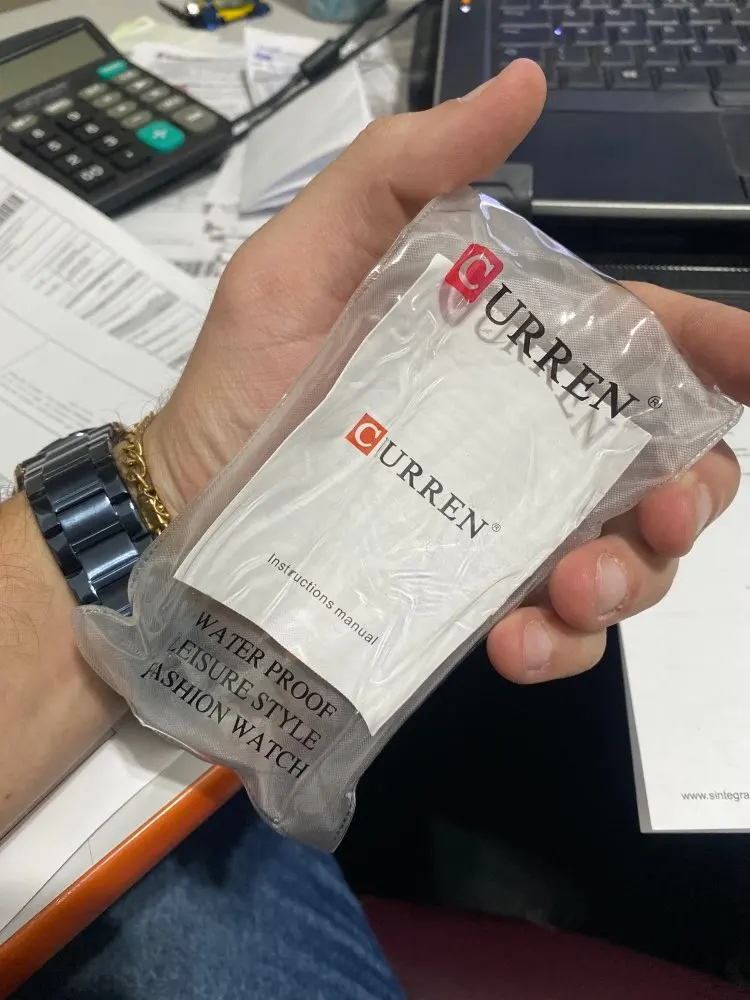 CURREN®
CURREN®
Instructions manual
WATER PROOF
LEISURE STYLE
FASHION WATCH
www.sintegra